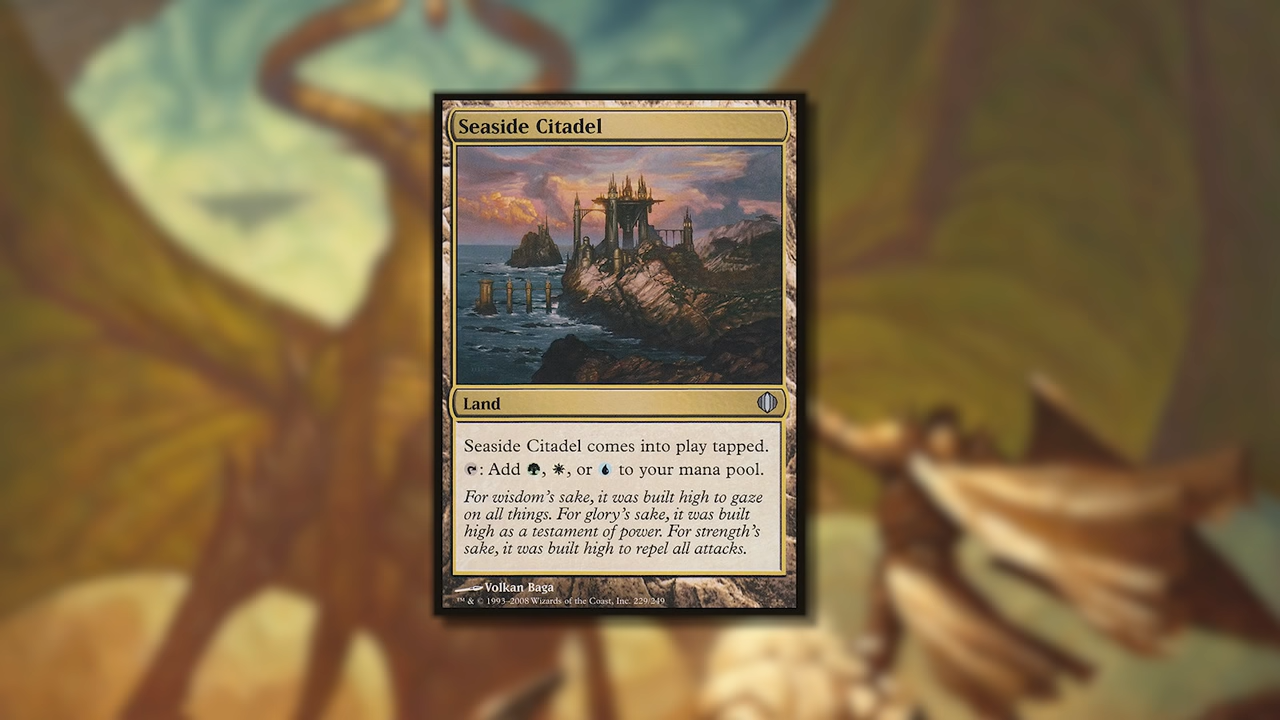 Seaside Citadel
Land
Seaside Citadel comes into play tapped.
: Add , , or to your mana pool.
For wisdom's sake, it was built high to gaze
on all things. For glory's sake, it was built
high as a testament of power. For strength's
sake, it was built high to repel all attacks.
Volkan Baga
™ & © 1993–2008 Wizards of the Coast, Inc. 229/249